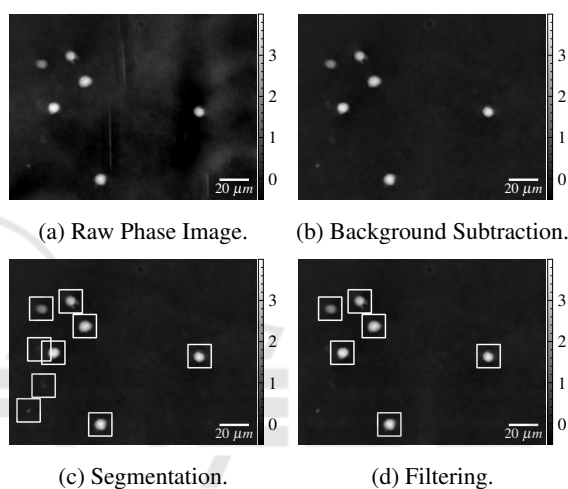 3
2
1
0
20 µm
3
2
1
0
20 µm
(a) Raw Phase Image.
(b) Background Subtraction.
3
2
1
0
20 µm
3
2
1
0
20 µm
(c) Segmentation.
(d) Filtering.